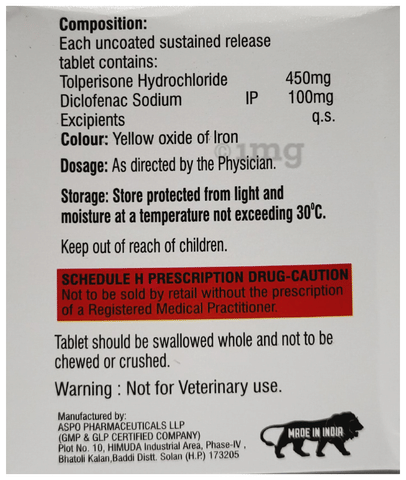 Composition:
Each uncoated sustained release
tablet contains:
Tolperisone Hydrochloride 450mg
Diclofenac Sodium IP 100mg
Excipients q.s.
Colour: Yellow oxide of Iron
1mg
Dosage: As directed by the Physician.
Storage: Store protected from light and
moisture at a temperature not exceeding 30⁰C.
Keep out of reach of children.
SCHEDULE H PRESCRIPTION DRUG-CAUTION
Not to be sold by retail without the prescription
of a Registered Medical Practitioner.
Tablet should be swallowed whole and not to be
chewed or crushed.
Warning : Not for Veterinary use.
Manufactured by:
ASPO PHARMACEUTICALS LLP
(GMP & GLP CERTIFIED COMPANY)
Plot No. 10, HIMUDA Industrial Area, Phase-IV ,
Bhatoli Kalan,Baddi Distt. Solan (H.P.) 173205
MADE IN INDIA